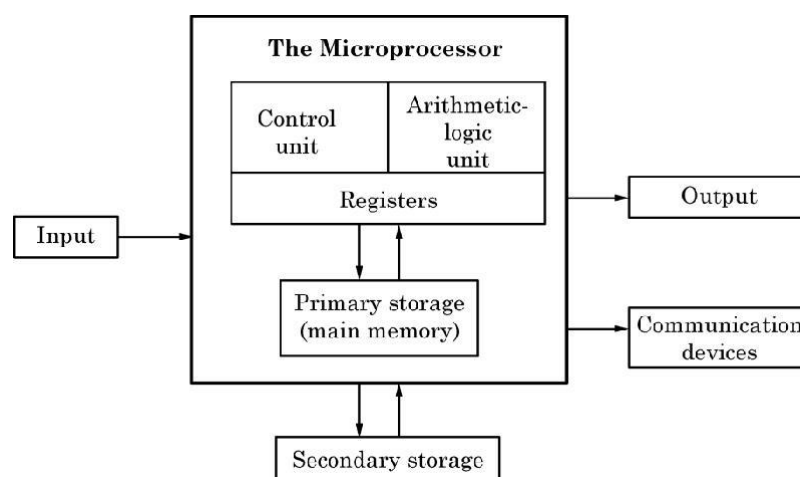 The Microprocessor
Control
unit
Arithmetic-
logic
unit
Registers
Input
Output
Primary storage
(main memory)
Communication
devices
Secondary storage